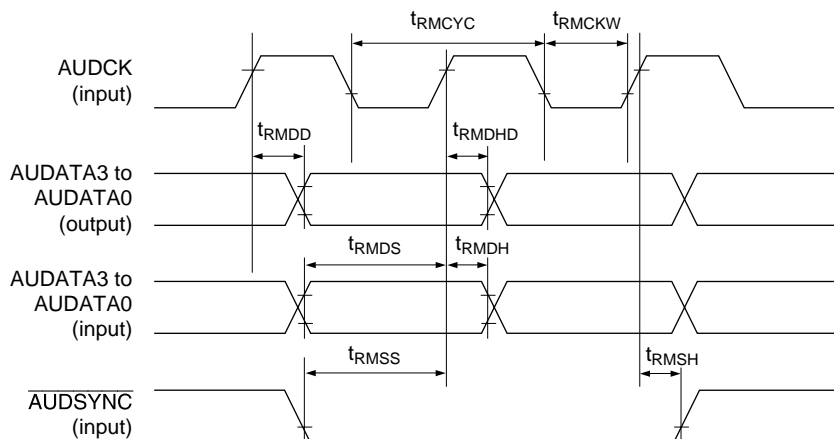 tRMCYC
tRMCKW
AUDCK
(input)
tRMDD
tRMDHD
AUDATA3 to
AUDATA0
(output)
tRMDS
tRMDH
AUDATA3 to
AUDATA0
(input)
tRMSS
tRMSH
AUDSYNC
(input)